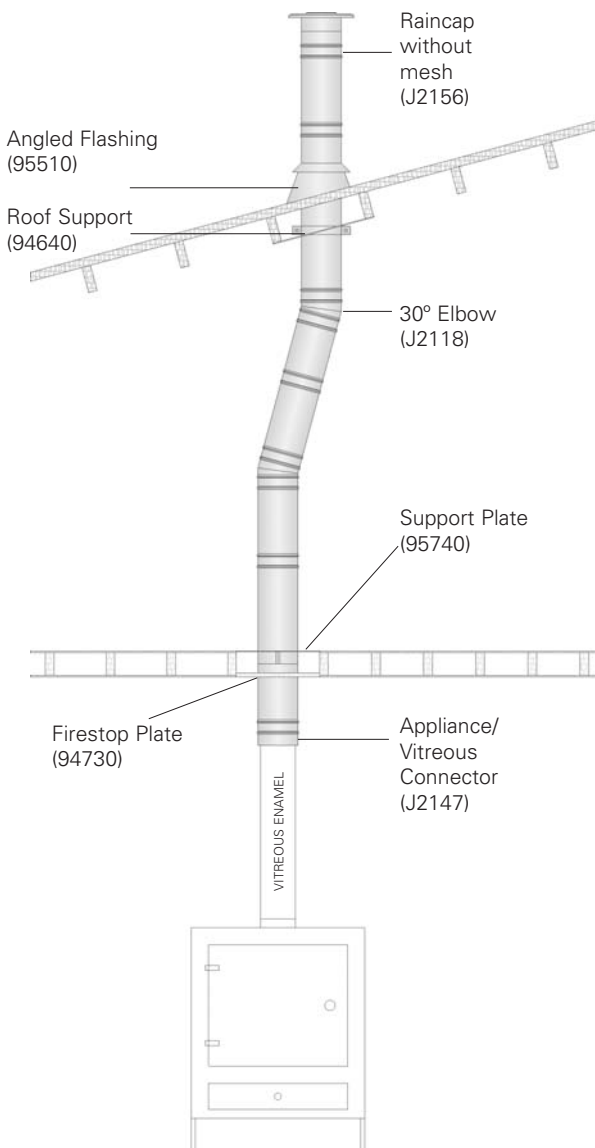 Raincap
without
mesh
(J2156)
Angled Flashing
(95510)
Roof Support
(94640)
30º Elbow
(J2118)
Support Plate
(95740)
Firestop Plate
(94730)
Appliance/
Vitreous
Connector
(J2147)
VITREOUS ENAMEL